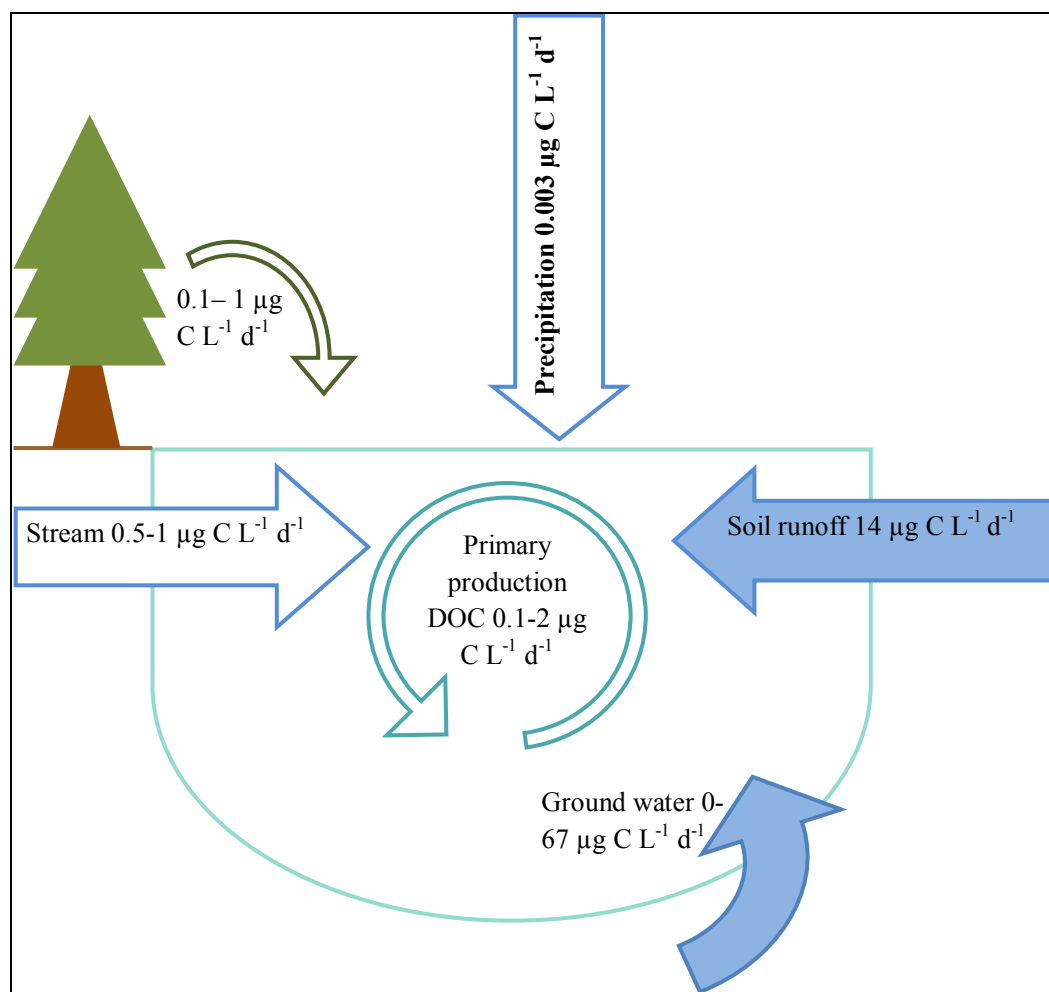 Precipitation 0.003 µg C L⁻¹ d⁻¹
0.1– 1 µg
C L⁻¹ d⁻¹
Stream 0.5-1 µg C L⁻¹ d⁻¹
Primary
production
DOC 0.1-2 µg
C L⁻¹ d⁻¹
Soil runoff 14 µg C L⁻¹ d⁻¹
Ground water 0-
67 µg C L⁻¹ d⁻¹